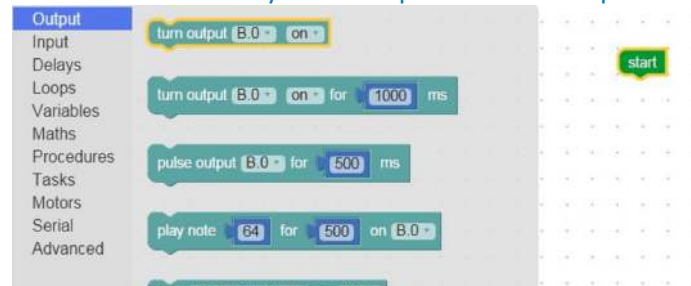 Output
Input
Delays
Loops
Variables
Maths
Procedures
Tasks
Motors
Serial
Advanced
turn output B.0 on
turn output B.0 on for 1000 ms
pulse output B.0 for 500 ms
play note 64 for 500 on B.0
start